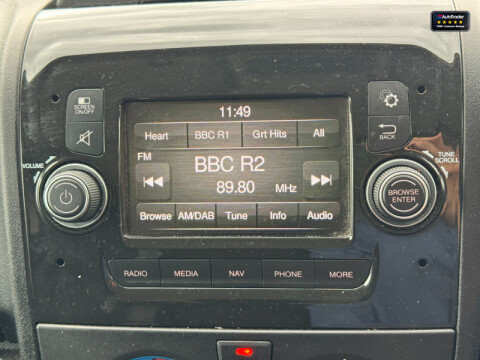 AutoTrader
SCREEN
ON/OFF
11:49
Heart BBC R1 Grt Hits All
FM
BBC R2
89.80 MHz
Browse AM/DAB Tune Info Audio
BACK
VOLUME
TUNE
SCROLL
BROWSE
ENTER
RADIO MEDIA NAV PHONE MORE